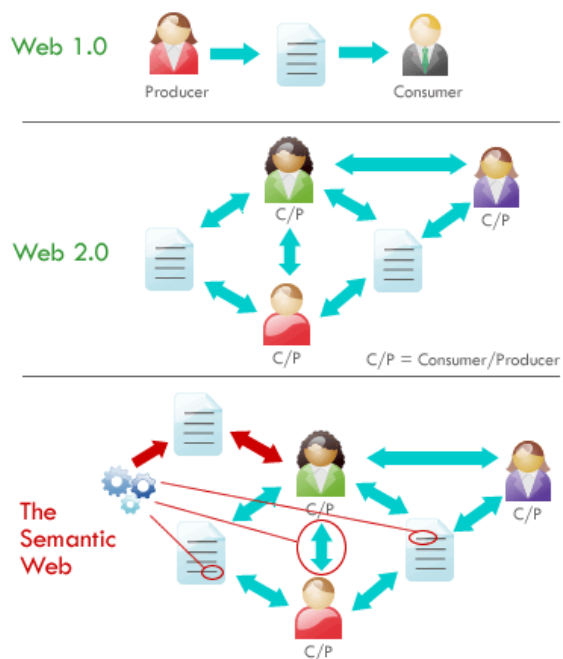 Web 1.0
Producer
Consumer
C/P
C/P
Web 2.0
C/P
C/P = Consumer/Producer
C/P
C/P
The
Semantic
Web
C/P